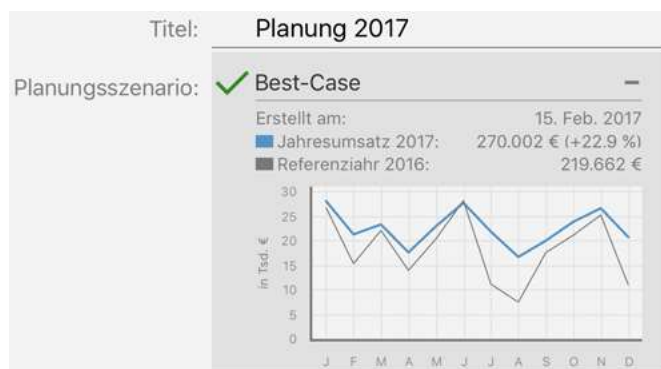 Titel: Planung 2017
Planungsszenario: Best-Case
Erstellt am: 15. Feb. 2017
Jahresumsatz 2017: 270.002 € (+22.9 %)
Referenzjahr 2016: 219.662 €
30
25
20
15
10
5
0
in Tsd. €
J F M A M J J A S O N D